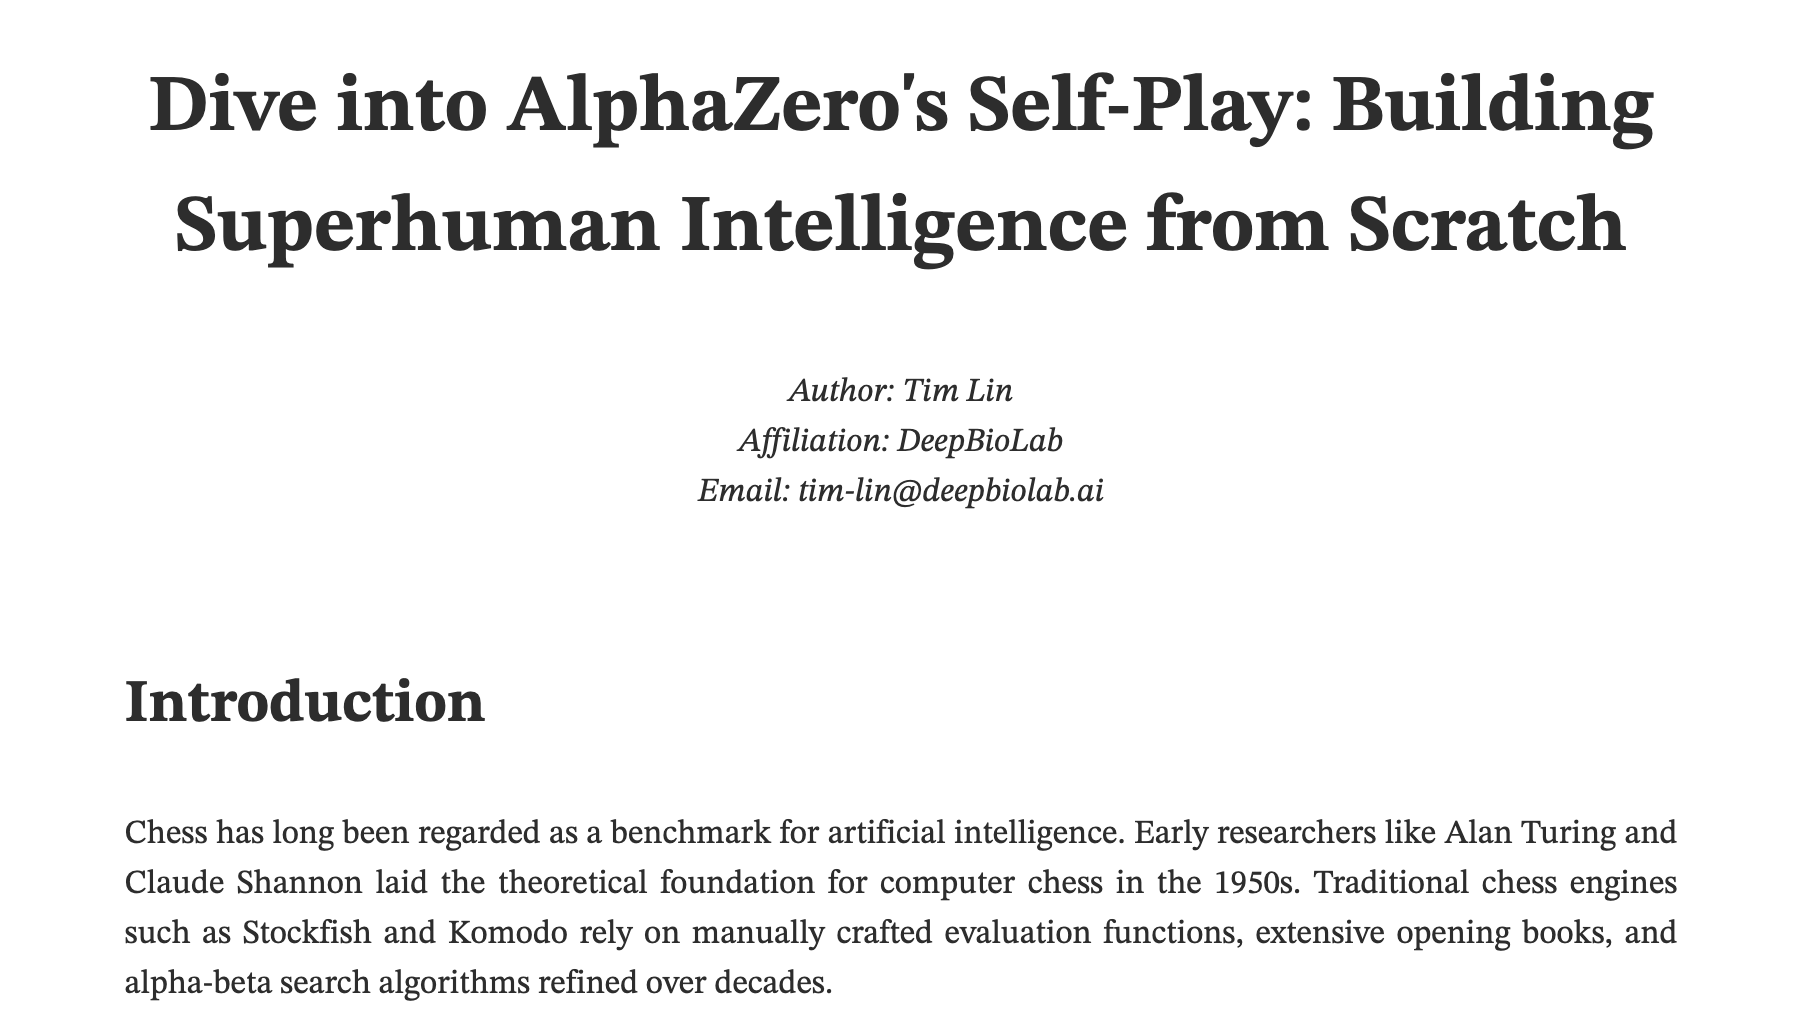 Dive into AlphaZero's Self-Play: Building
Superhuman Intelligence from Scratch
Author: Tim Lin
Affiliation: DeepBioLab
Email: tim-lin@deepbiolab.ai
Introduction
Chess has long been regarded as a benchmark for artificial intelligence. Early researchers like Alan Turing and
Claude Shannon laid the theoretical foundation for computer chess in the 1950s. Traditional chess engines
such as Stockfish and Komodo rely on manually crafted evaluation functions, extensive opening books, and
alpha-beta search algorithms refined over decades.